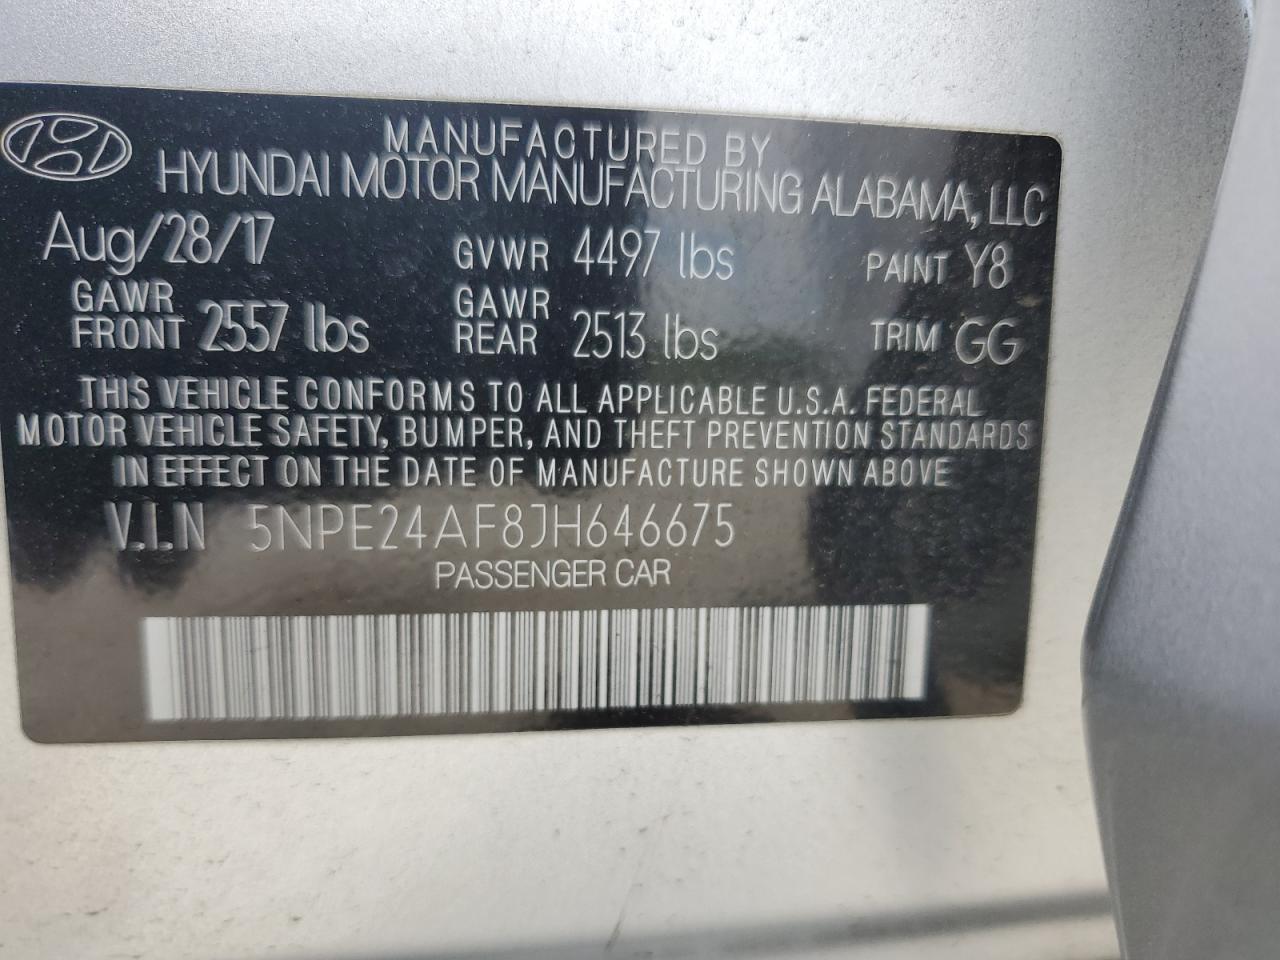 MANUFACTURED BY
HYUNDAI MOTOR MANUFACTURING ALABAMA, LLC
Aug/28/17 GVWR 4497 lbs PAINT Y8
GAWR FRONT 2557 lbs GAWR REAR 2513 lbs TRIM GG
THIS VEHICLE CONFORMS TO ALL APPLICABLE U.S.A. FEDERAL
MOTOR VEHICLE SAFETY, BUMPER, AND THEFT PREVENTION STANDARDS
IN EFFECT ON THE DATE OF MANUFACTURE SHOWN ABOVE
V.I.N 5NPE24AF8JH646675
PASSENGER CAR